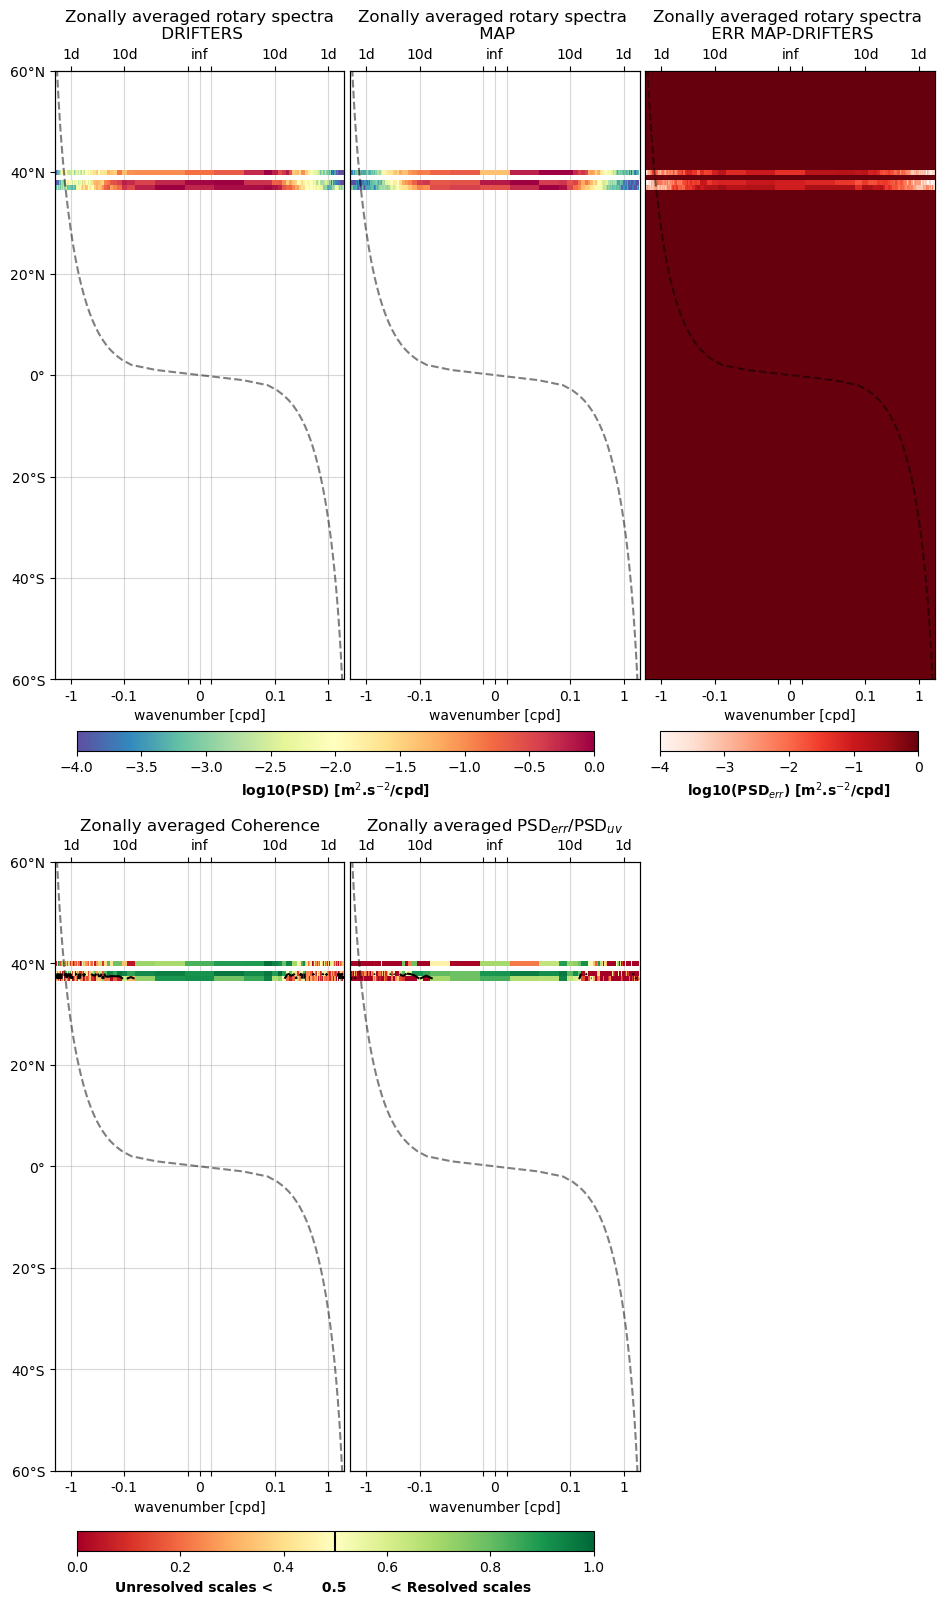 Zonally averaged rotary spectra
DRIFTERS
Zonally averaged rotary spectra
MAP
Zonally averaged rotary spectra
ERR MAP-DRIFTERS
1d 10d inf 10d 1d
1d 10d inf 10d 1d
1d 10d inf 10d 1d
60°N
40°N
20°N
0°
20°S
40°S
60°S
-1 -0.1 0 0.1 1
-1 -0.1 0 0.1 1
-1 -0.1 0 0.1 1
wavenumber [cpd]
wavenumber [cpd]
wavenumber [cpd]
−4.0 −3.5 −3.0 −2.5 −2.0 −1.5 −1.0 −0.5 0.0
log10(PSD) [m².s⁻²/cpd]
−4 −3 −2 −1 0
log10(PSD_err) [m².s⁻²/cpd]
Zonally averaged Coherence
Zonally averaged PSD_err/PSD_uv
1d 10d inf 10d 1d
1d 10d inf 10d 1d
60°N
40°N
20°N
0°
20°S
40°S
60°S
-1 -0.1 0 0.1 1
-1 -0.1 0 0.1 1
wavenumber [cpd]
wavenumber [cpd]
0.0 0.2 0.4 0.6 0.8 1.0
Unresolved scales < 0.5 < Resolved scales